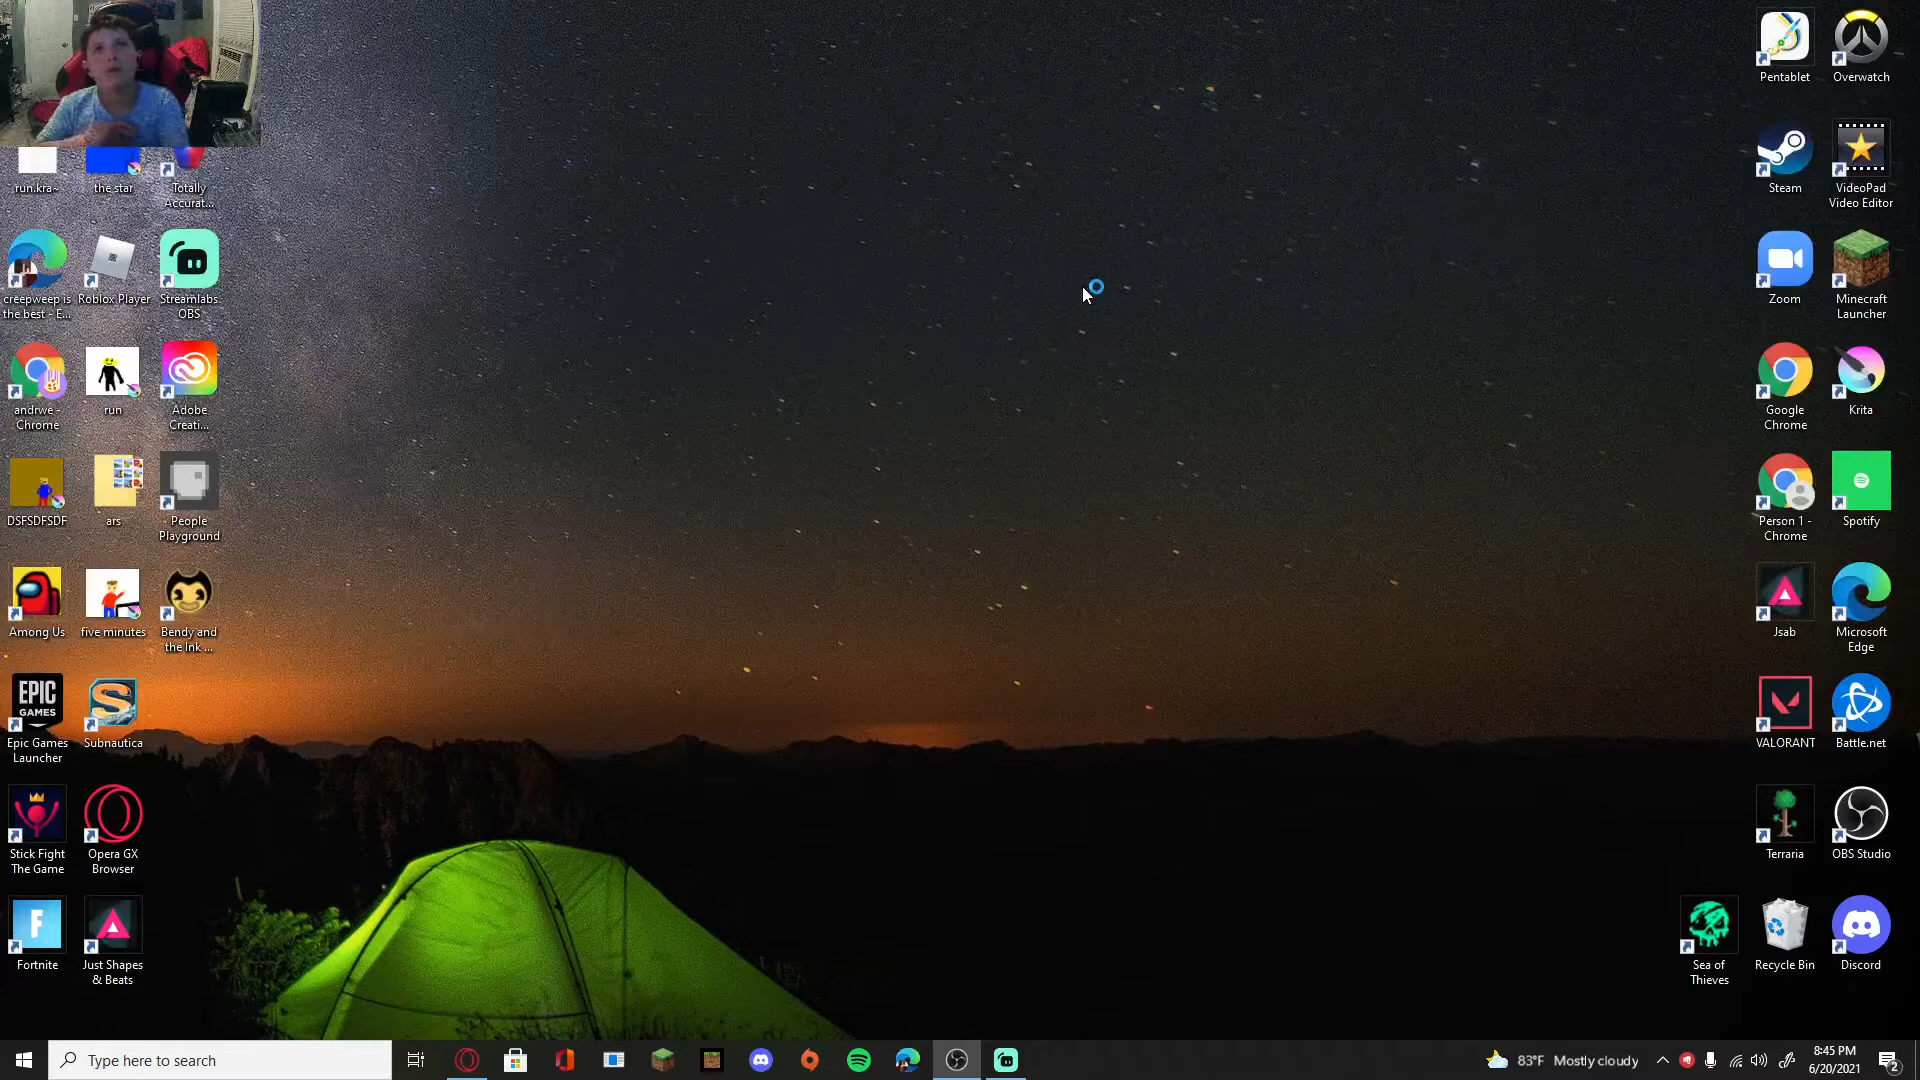 Pentablet
Overwatch
run.kra~
the star
Totally
Accurat...
Steam
VideoPad
Video Editor
creepweep is
the best - E...
Roblox Player
Streamlabs
OBS
Zoom
Minecraft
Launcher
andrwe -
Chrome
run
Adobe
Creati...
Google
Chrome
Krita
DSFSDFSDF
ars
People
Playground
Person 1 -
Chrome
Spotify
Among Us
five minutes
Bendy and
the Ink ...
Jsab
Microsoft
Edge
EPIC
GAMES
Epic Games
Launcher
Subnautica
VALORANT
Battle.net
Stick Fight
The Game
Opera GX
Browser
Terraria
OBS Studio
F
Fortnite
Just Shapes
& Beats
Sea of
Thieves
Recycle Bin
Discord
Type here to search
83°F Mostly cloudy
8:45 PM
6/20/2021
2